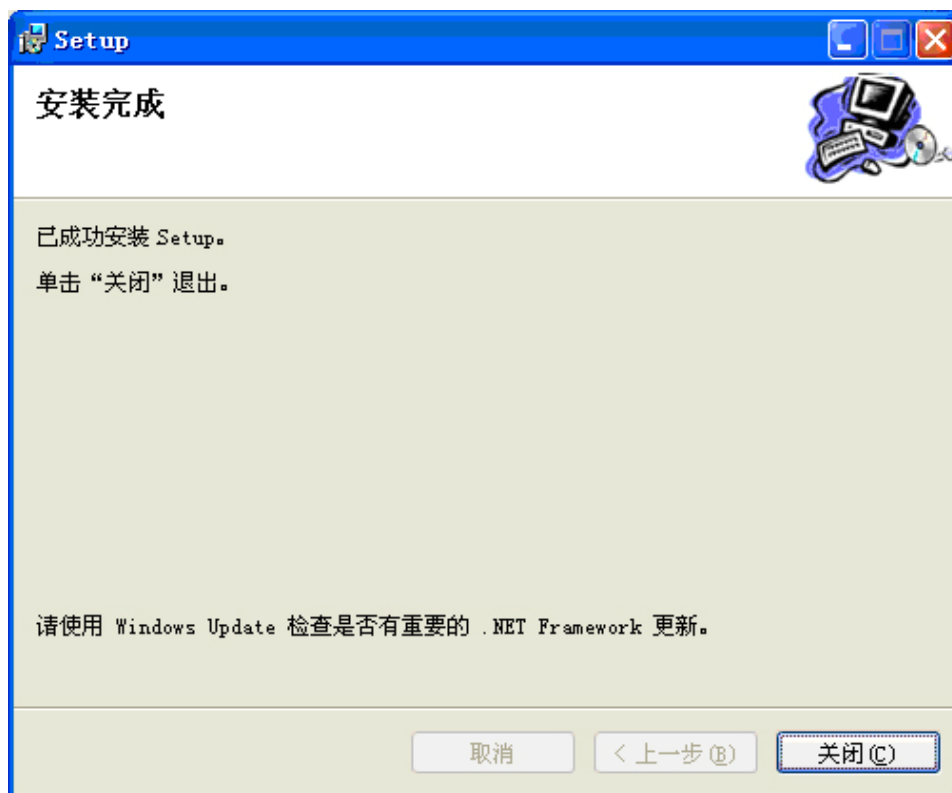 Setup
安装完成
已成功安装 Setup。
单击“关闭”退出。
请使用 Windows Update 检查是否有重要的 .NET Framework 更新。
取消
< 上一步(B)
关闭(C)